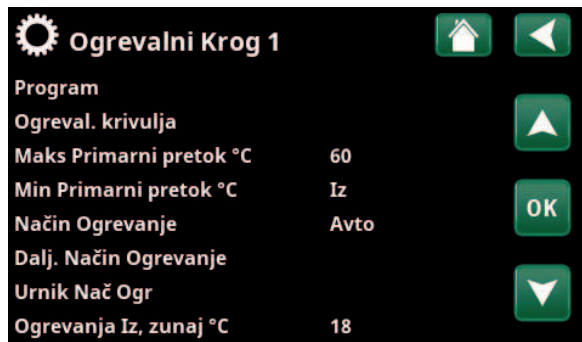 Ogrevalni Krog 1
Program
Ogreval. krivulja
Maks Primarni pretok °C 60
Min Primarni pretok °C Iz
Način Ogrevanje Avto
Dalj. Način Ogrevanje
OK
Urnik Nač Ogr
Ogrevanja Iz, zunaj °C 18